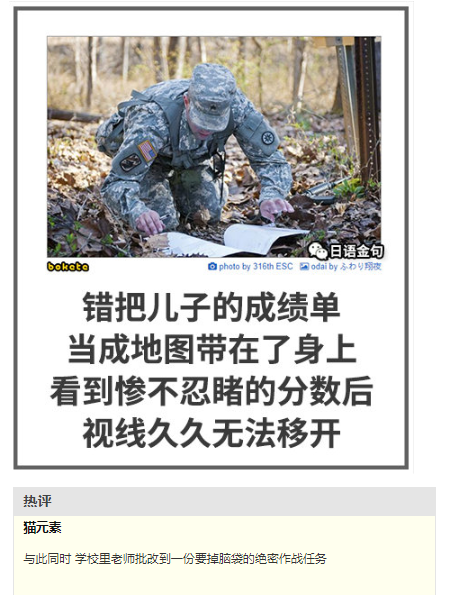 日语金句
bokete
photo by 316th ESC odai by ふわり翔夜
错把儿子的成绩单
当成地图带在了身上
看到惨不忍睹的分数后
视线久久无法移开
热评
猫元素
与此同时 学校里老师批改到一份要掉脑袋的绝密作战任务